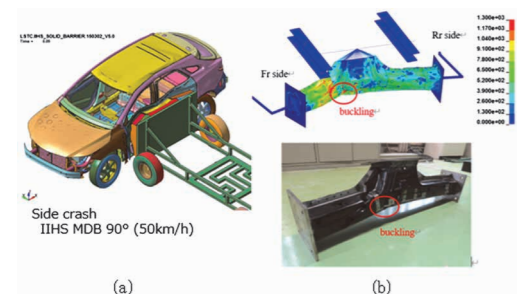 LSTC.IIHS_SOLID_BARRIER.150302_V5.0
Time = 0.00
Side crash
IIHS MDB 90° (50km/h)
(a)
Rr side
Fr side
buckling
1.300e+03
1.170e+03
1.040e+03
9.100e+02
7.800e+02
6.500e+02
5.200e+02
3.900e+02
2.600e+02
1.300e+02
0.000e+00
buckling
(b)